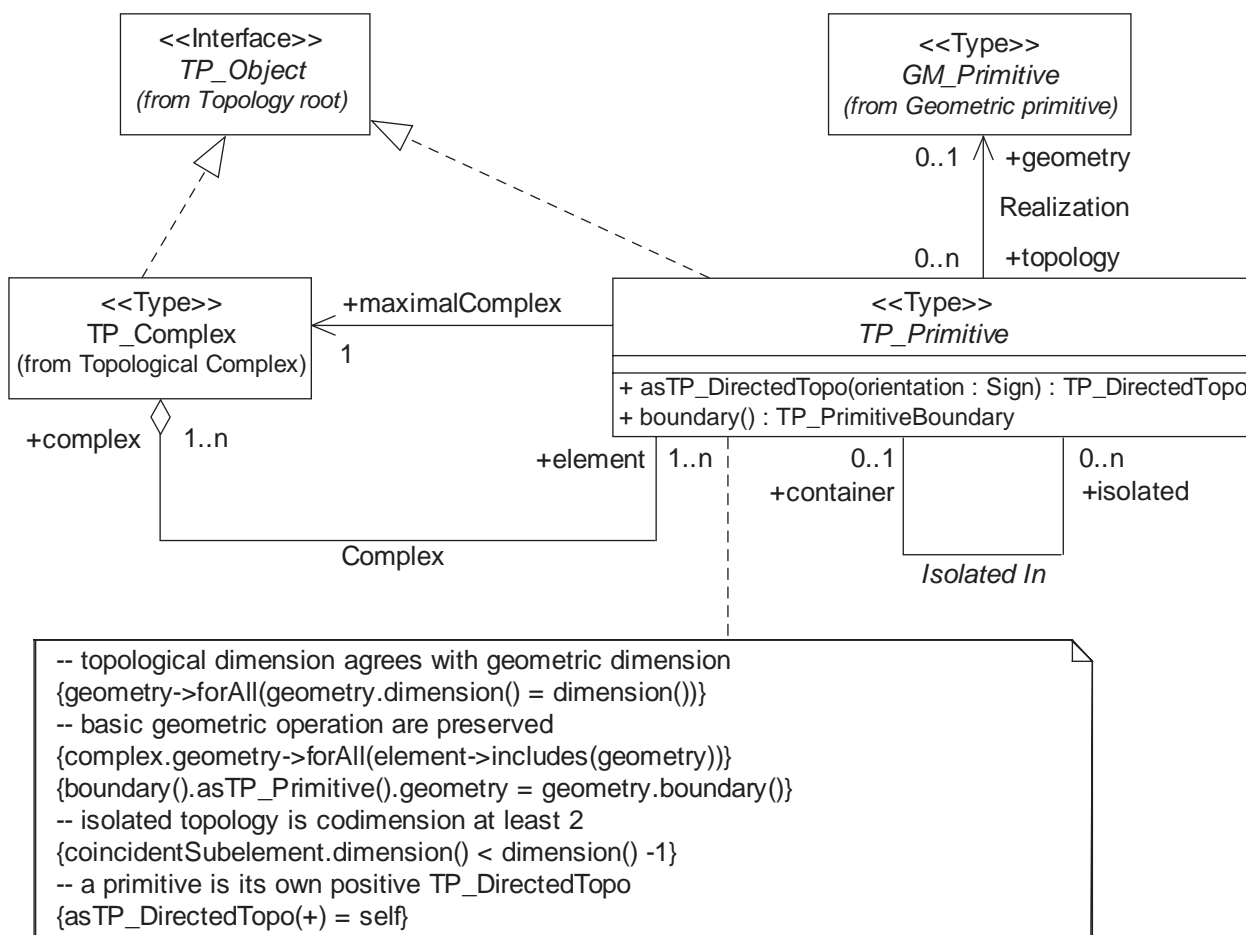 <<Interface>>
TP_Object
(from Topology root)
<<Type>>
GM_Primitive
(from Geometric primitive)
0..1
+geometry
Realization
0..n
+topology
<<Type>>
TP_Complex
(from Topological Complex)
+maximalComplex
1
<<Type>>
TP_Primitive
+ asTP_DirectedTopo(orientation : Sign) : TP_DirectedTopo
+ boundary() : TP_PrimitiveBoundary
+complex
1..n
+element
1..n
0..1
+container
0..n
+isolated
Complex
Isolated In
-- topological dimension agrees with geometric dimension
{geometry->forAll(geometry.dimension() = dimension())}
-- basic geometric operation are preserved
{complex.geometry->forAll(element->includes(geometry))}
{boundary().asTP_Primitive().geometry = geometry.boundary()}
-- isolated topology is codimension at least 2
{coincidentSubelement.dimension() < dimension() -1}
-- a primitive is its own positive TP_DirectedTopo
{asTP_DirectedTopo(+) = self}